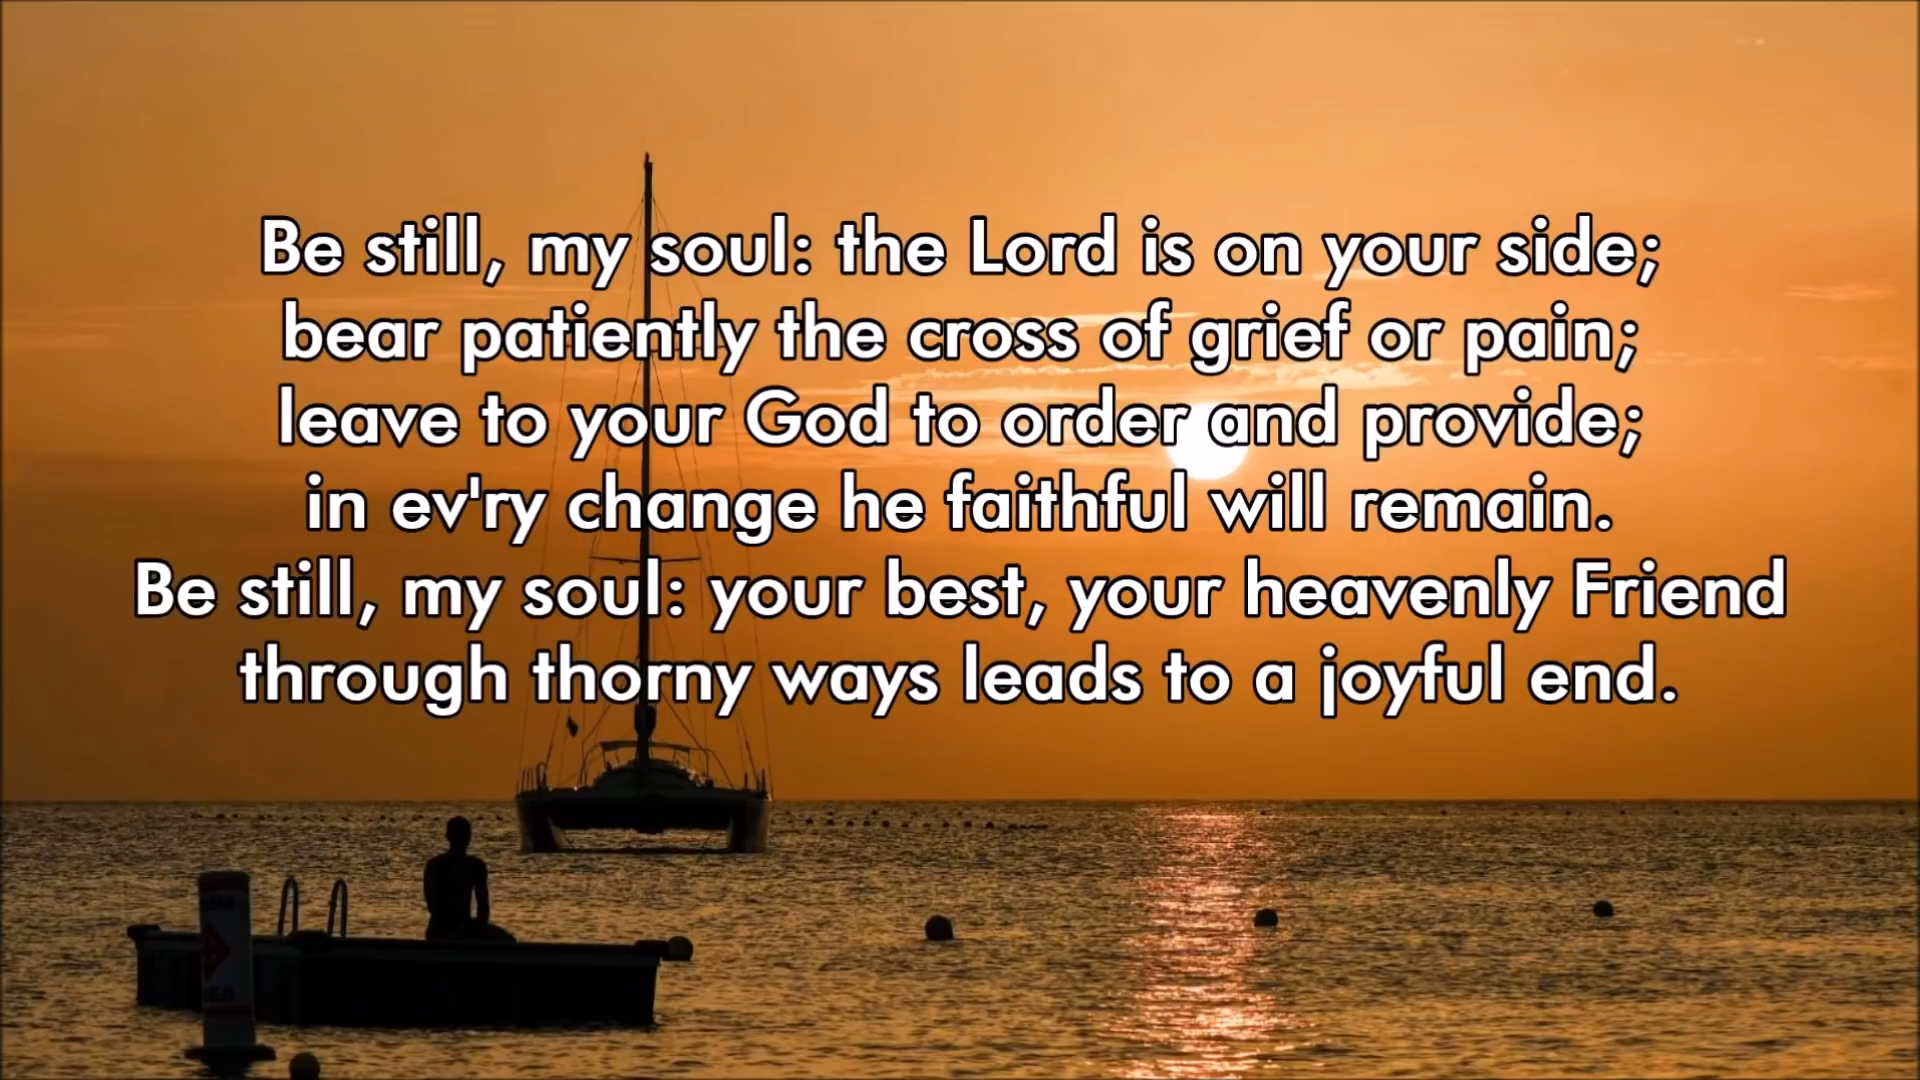 Be still, my soul: the Lord is on your side;
bear patiently the cross of grief or pain;
leave to your God to order and provide;
in ev'ry change he faithful will remain.
Be still, my soul: your best, your heavenly Friend
through thorny ways leads to a joyful end.